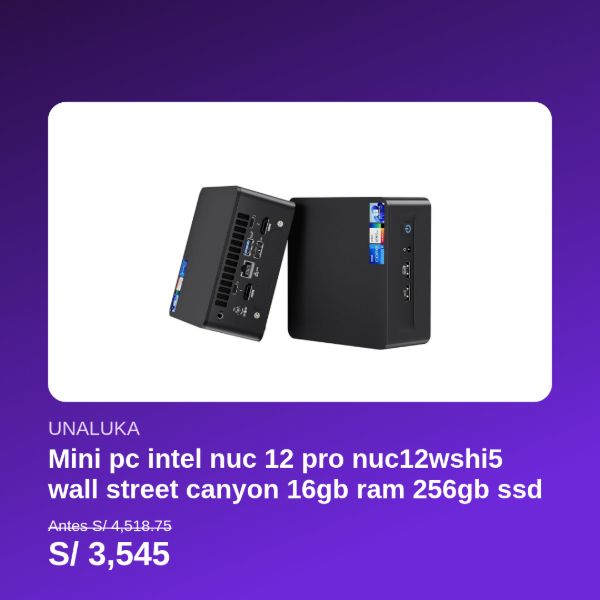 UNALUKA
Mini pc intel nuc 12 pro nuc12wshi5
wall street canyon 16gb ram 256gb ssd
Antes S/ 4,518.75
S/ 3,545